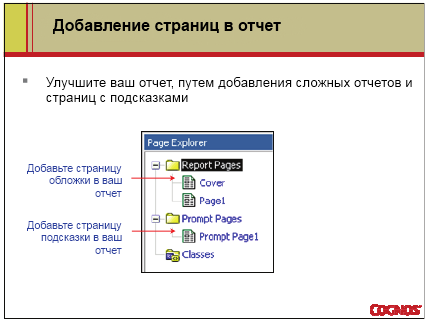 Добавление страниц в отчет
Улучшите ваш отчет, путем добавления сложных отчетов и
страниц с подсказками
Page Explorer
Report Pages
Добавьте страницу
обложки в ваш
отчет
Cover
Page1
Добавьте страницу
подсказки в ваш
отчет
Prompt Pages
Prompt Page1
Classes
COGNOS